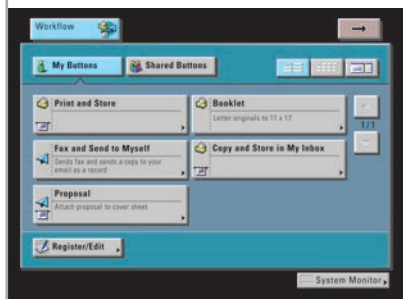 Workflow
My Buttons
Shared Buttons
Print and Store
Booklet
Letter originals to 11 x 17
1/1
Fax and Send to Myself
Sends fax and sends a copy to your
email as a record
Copy and Store in My Inbox
Proposal
Attach proposal to cover sheet
Register/Edit
System Monitor